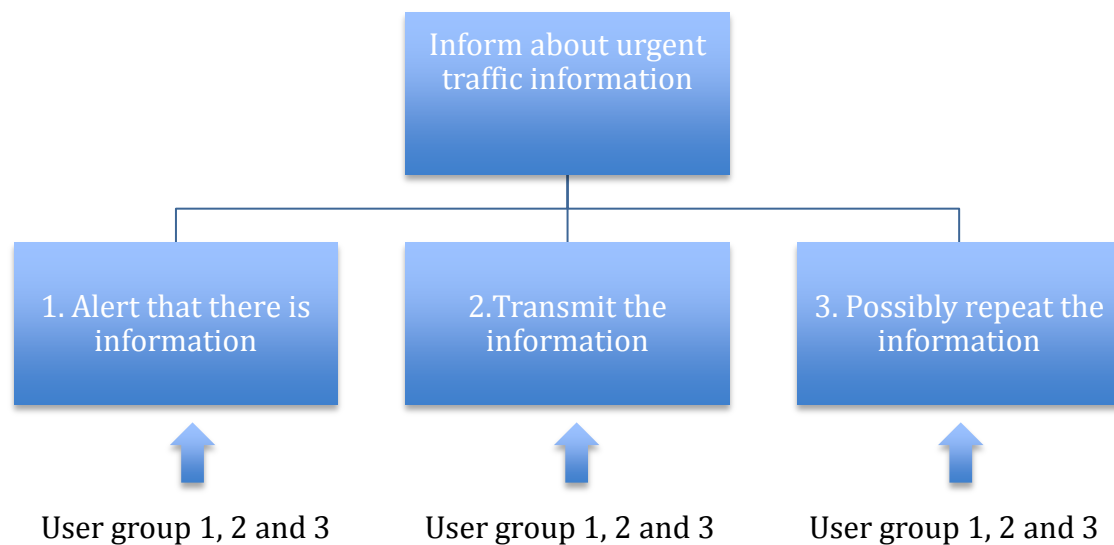 Inform about urgent
traffic information
1. Alert that there is
information
2.Transmit the
information
3. Possibly repeat the
information
User group 1, 2 and 3
User group 1, 2 and 3
User group 1, 2 and 3